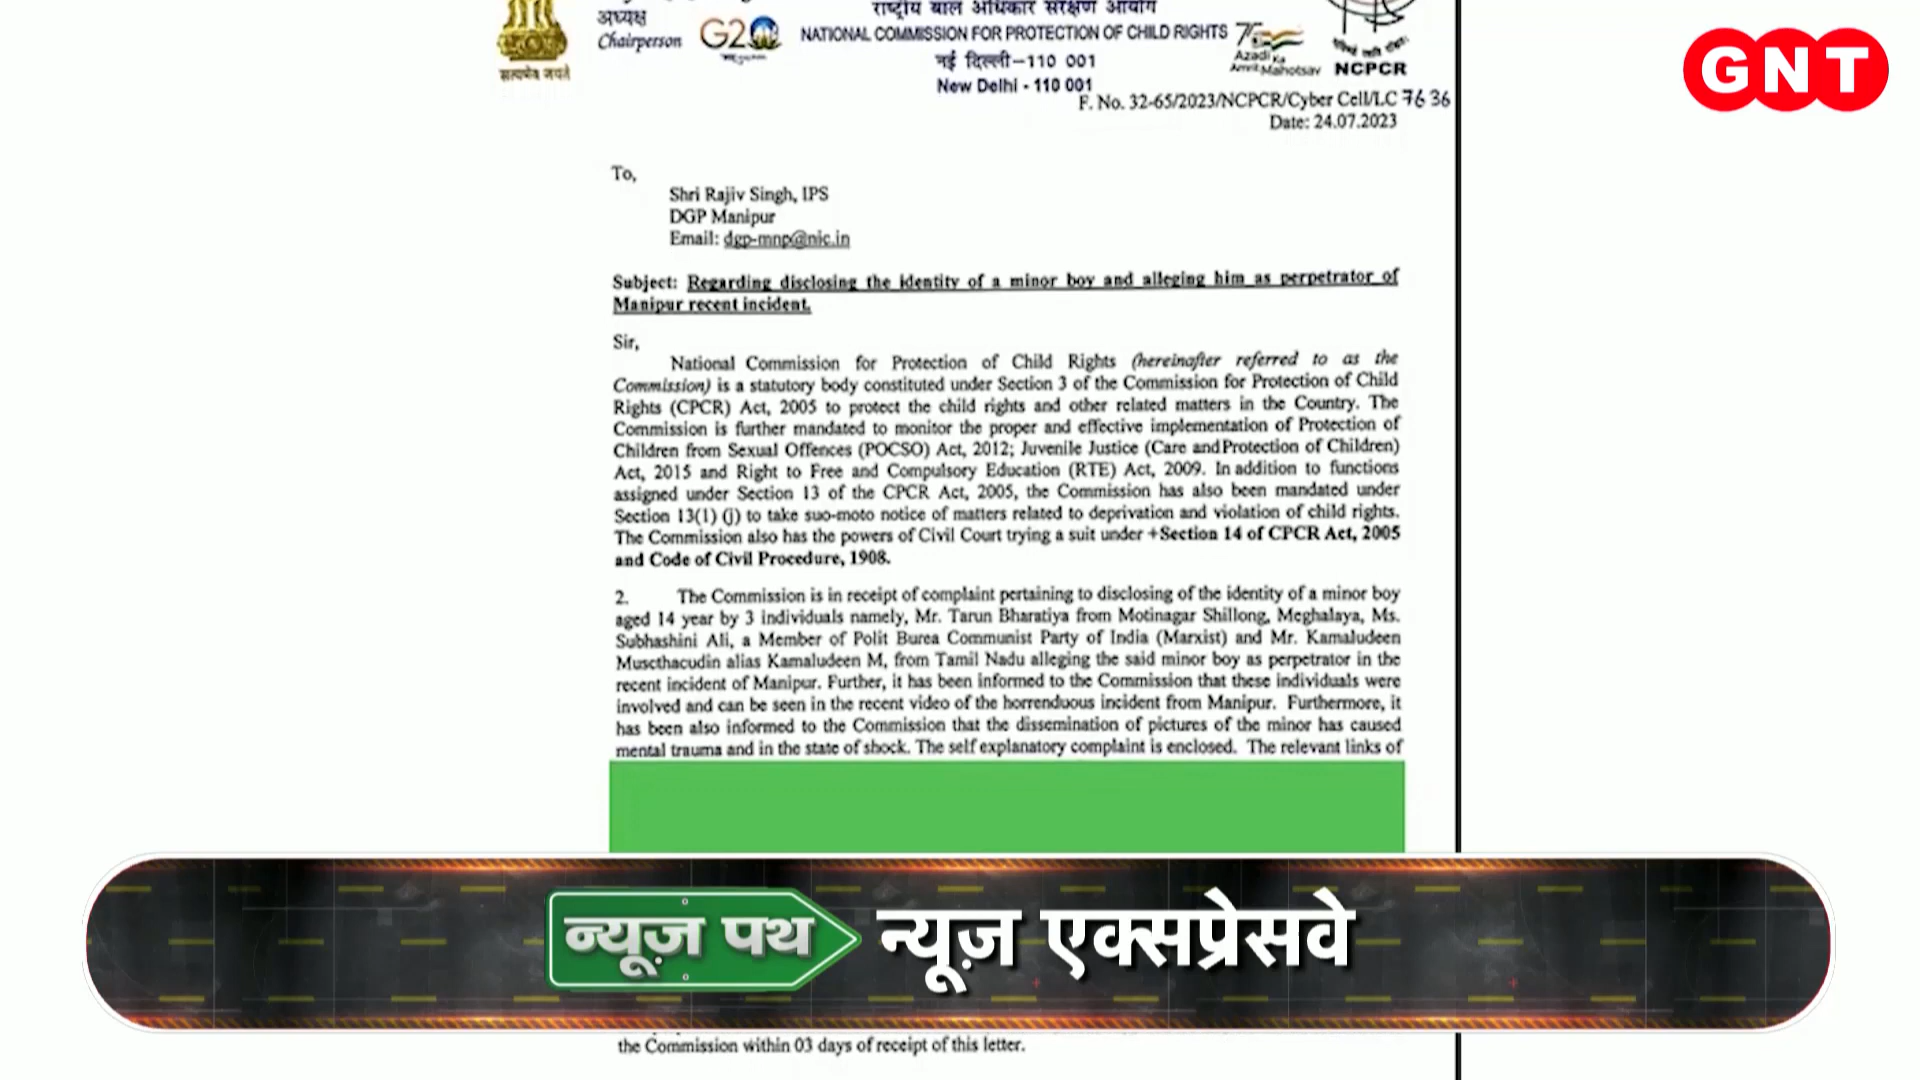 अध्यक्ष
Chairperson
G20
सत्यमेव जयते
राष्ट्रीय बाल अधिकार संरक्षण आयोग
NATIONAL COMMISSION FOR PROTECTION OF CHILD RIGHTS
नई दिल्ली-110 001
New Delhi - 110 001
75
Azadi Ka
Amrit Mahotsav
NCPCR
GNT
F. No. 32-65/2023/NCPCR/Cyber Cell/LC 7636
Date: 24.07.2023
To,
Shri Rajiv Singh, IPS
DGP Manipur
Email: dgp-mnp@nic.in
Subject: Regarding disclosing the identity of a minor boy and alleging him as perpetrator of
Manipur recent incident.
Sir,
National Commission for Protection of Child Rights (hereinafter referred to as the
Commission) is a statutory body constituted under Section 3 of the Commission for Protection of Child
Rights (CPCR) Act, 2005 to protect the child rights and other related matters in the Country. The
Commission is further mandated to monitor the proper and effective implementation of Protection of
Children from Sexual Offences (POCSO) Act, 2012; Juvenile Justice (Care and Protection of Children)
Act, 2015 and Right to Free and Compulsory Education (RTE) Act, 2009. In addition to functions
assigned under Section 13 of the CPCR Act, 2005, the Commission has also been mandated under
Section 13(1) (j) to take suo-moto notice of matters related to deprivation and violation of child rights.
The Commission also has the powers of Civil Court trying a suit under +Section 14 of CPCR Act, 2005
and Code of Civil Procedure, 1908.
2. The Commission is in receipt of complaint pertaining to disclosing of the identity of a minor boy
aged 14 year by 3 individuals namely, Mr. Tarun Bharatiya from Motinagar Shillong, Meghalaya, Ms.
Subhashini Ali, a Member of Polit Burea Communist Party of India (Marxist) and Mr. Kamaludeen
Muscthacudin alias Kamaludeen M, from Tamil Nadu alleging the said minor boy as perpetrator in the
recent incident of Manipur. Further, it has been informed to the Commission that these individuals were
involved and can be seen in the recent video of the horrenduous incident from Manipur. Furthermore, it
has been also informed to the Commission that the dissemination of pictures of the minor has caused
mental trauma and in the state of shock. The self explanatory complaint is enclosed. The relevant links of
न्यूज़ पथ न्यूज़ एक्सप्रेसवे
the Commission within 03 days of receipt of this letter.